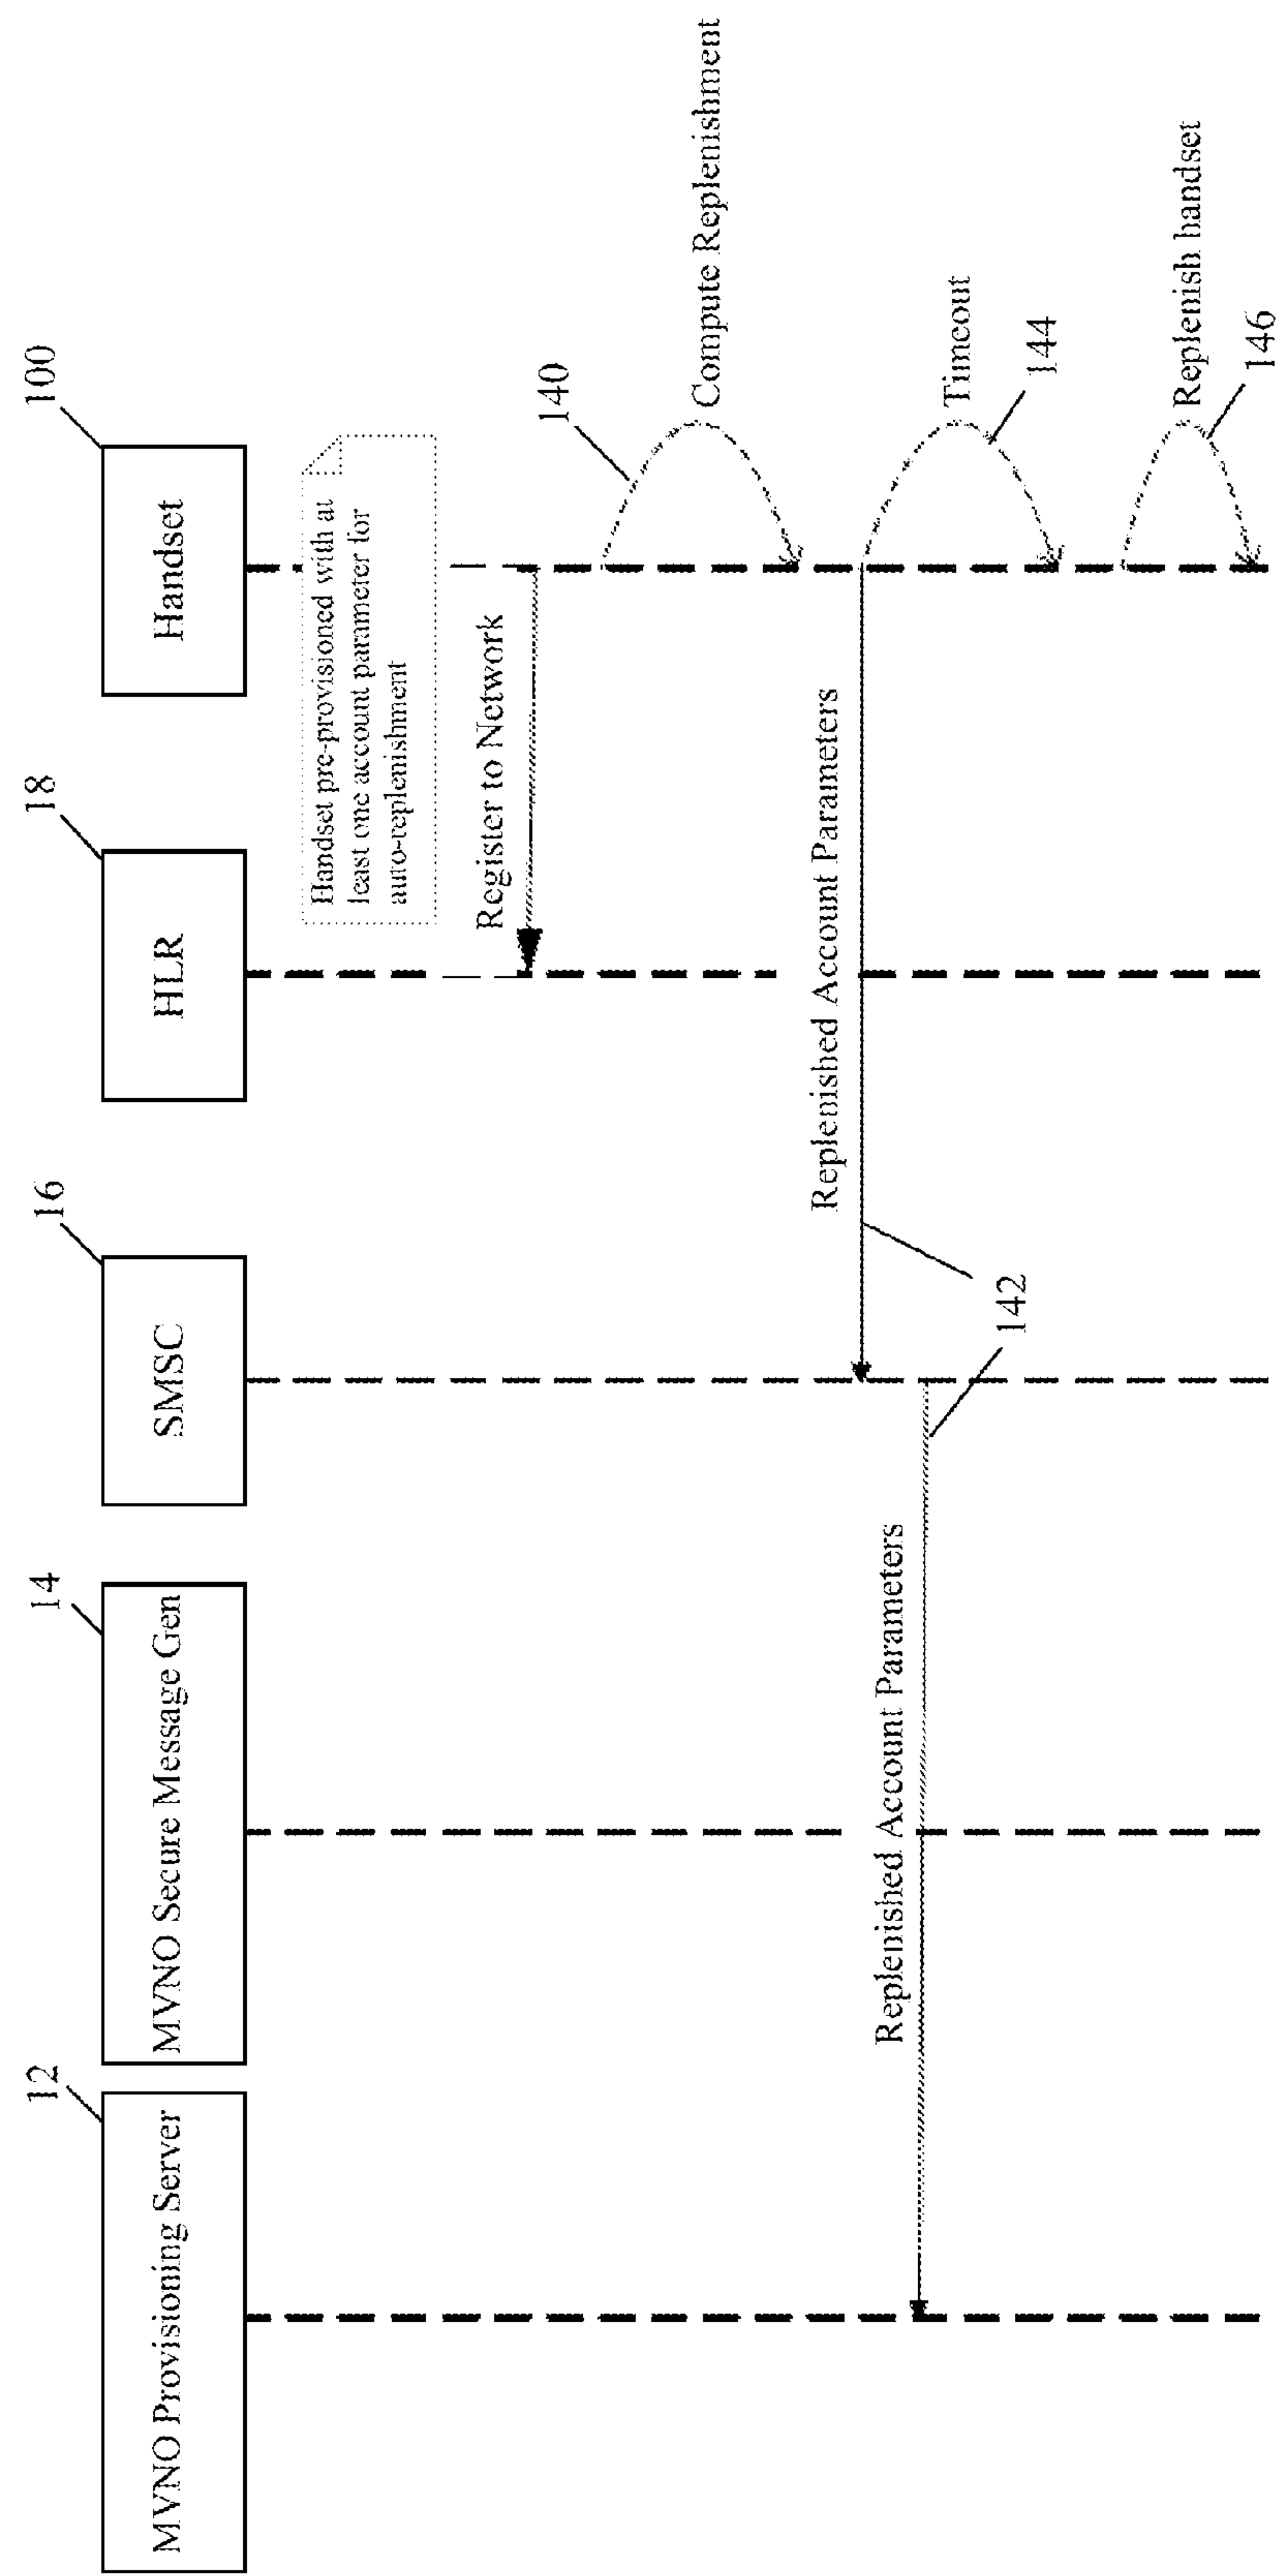 12
MVNO Provisioning Server
14
MVNO Secure Message Gen
16
SMSC
18
HLR
100
Handset
Handset pre-provisioned with at
least one account parameter for
auto-replenishment
Register to Network
140
Compute Replenishment
Replenished Account Parameters
142
Replenished Account Parameters
Timeout
144
Replenish handset
146